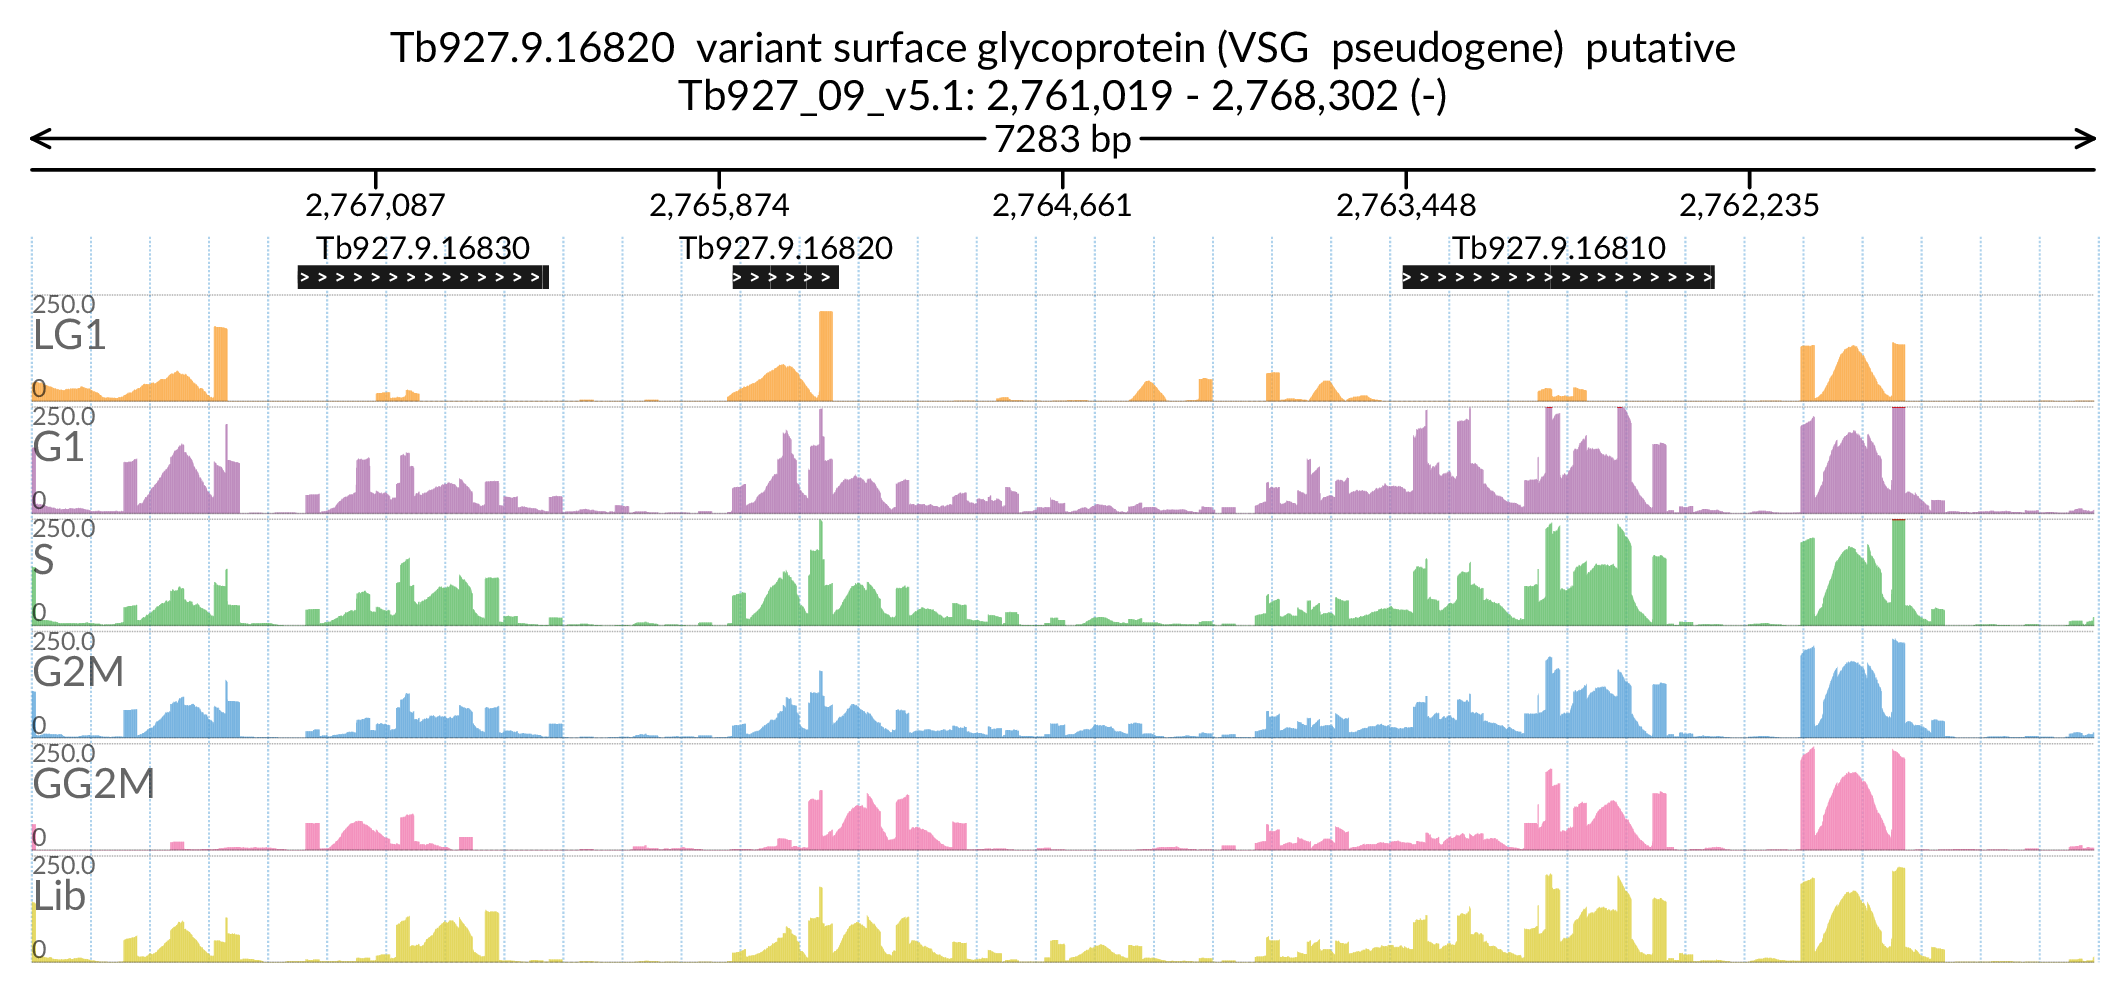 Tb927.9.16820  variant surface glycoprotein (VSG  pseudogene)  putative
Tb927_09_v5.1: 2,761,019 - 2,768,302 (-)
7283 bp
2,767,087 2,765,874 2,764,661 2,763,448 2,762,235
Tb927.9.16830 Tb927.9.16820 Tb927.9.16810
250.0
LG1
0
250.0
G1
0
250.0
S
0
250.0
G2M
0
250.0
GG2M
0
250.0
Lib
0